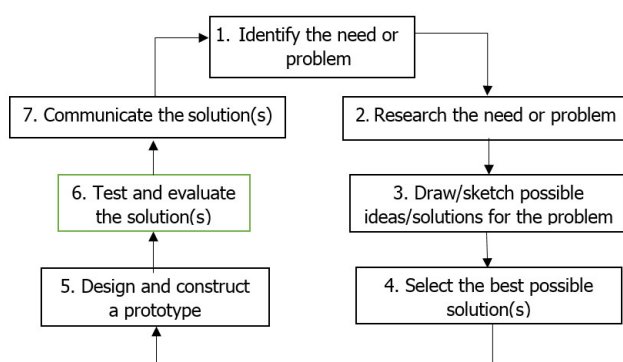 1. Identify the need or
problem
2. Research the need or problem
3. Draw/sketch possible
ideas/solutions for the problem
4. Select the best possible
solution(s)
5. Design and construct
a prototype
6. Test and evaluate
the solution(s)
7. Communicate the solution(s)